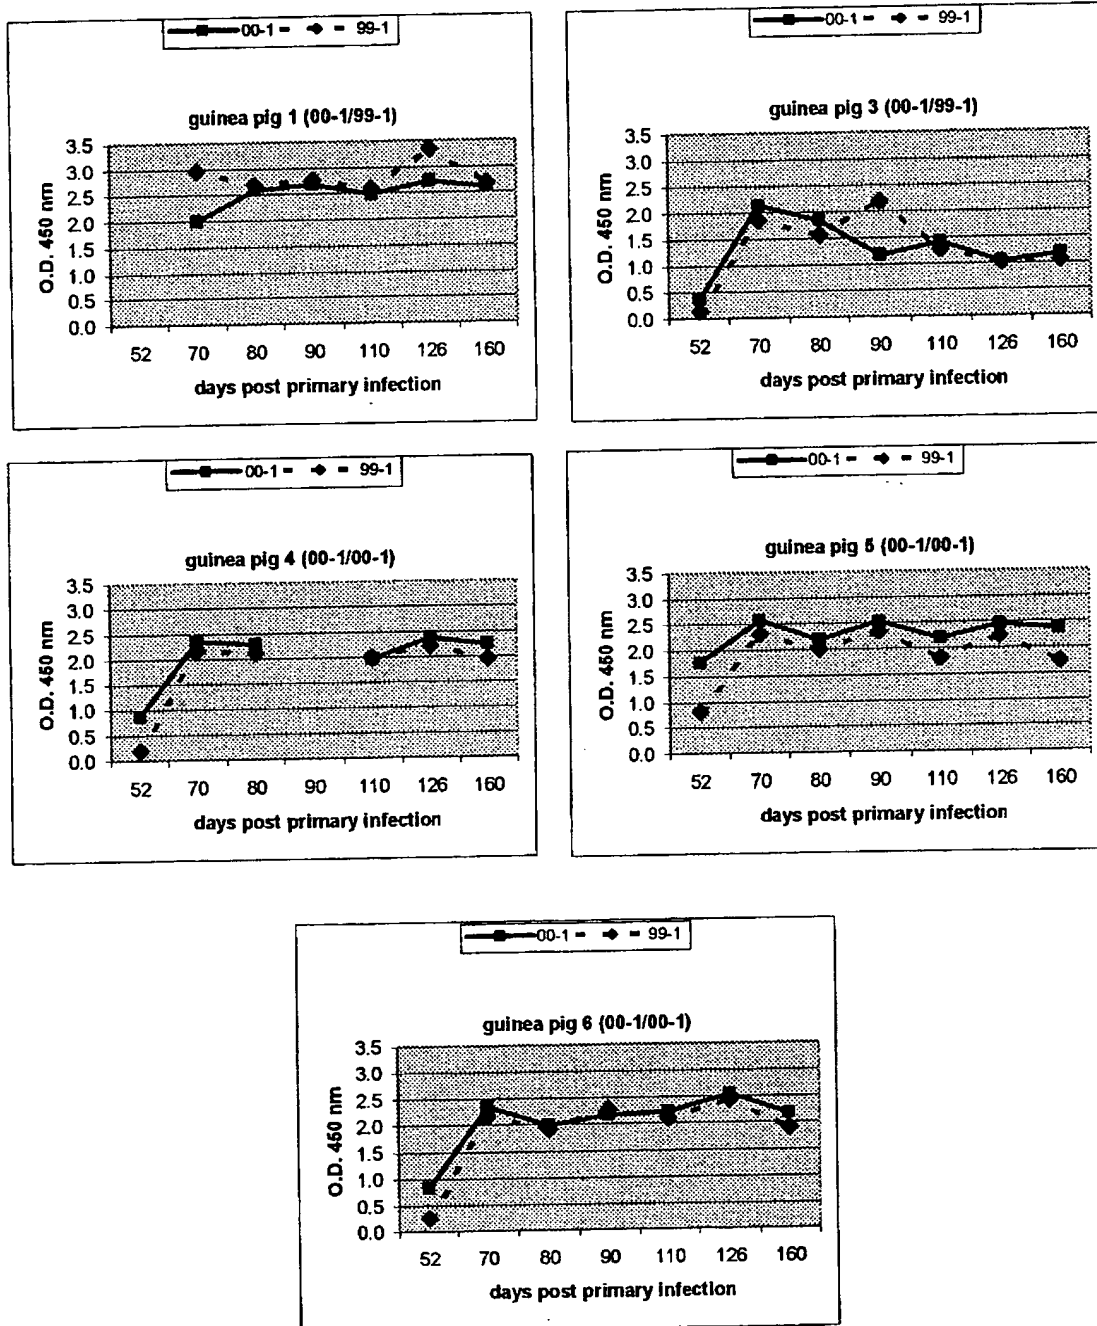 00-1 99-1
guinea pig 1 (00-1/99-1)
O.D. 450 nm
3.5
3.0
2.5
2.0
1.5
1.0
0.5
0.0
52 70 80 90 110 126 160
days post primary infection
00-1 99-1
guinea pig 3 (00-1/99-1)
O.D. 450 nm
3.5
3.0
2.5
2.0
1.5
1.0
0.5
0.0
52 70 80 90 110 126 160
days post primary infection
00-1 99-1
guinea pig 4 (00-1/00-1)
O.D. 450 nm
3.5
3.0
2.5
2.0
1.5
1.0
0.5
0.0
52 70 80 90 110 126 160
days post primary infection
00-1 99-1
guinea pig 5 (00-1/00-1)
O.D. 450 nm
3.5
3.0
2.5
2.0
1.5
1.0
0.5
0.0
52 70 80 90 110 126 160
days post primary infection
00-1 99-1
guinea pig 6 (00-1/00-1)
O.D. 450 nm
3.5
3.0
2.5
2.0
1.5
1.0
0.5
0.0
52 70 80 90 110 126 160
days post primary infection